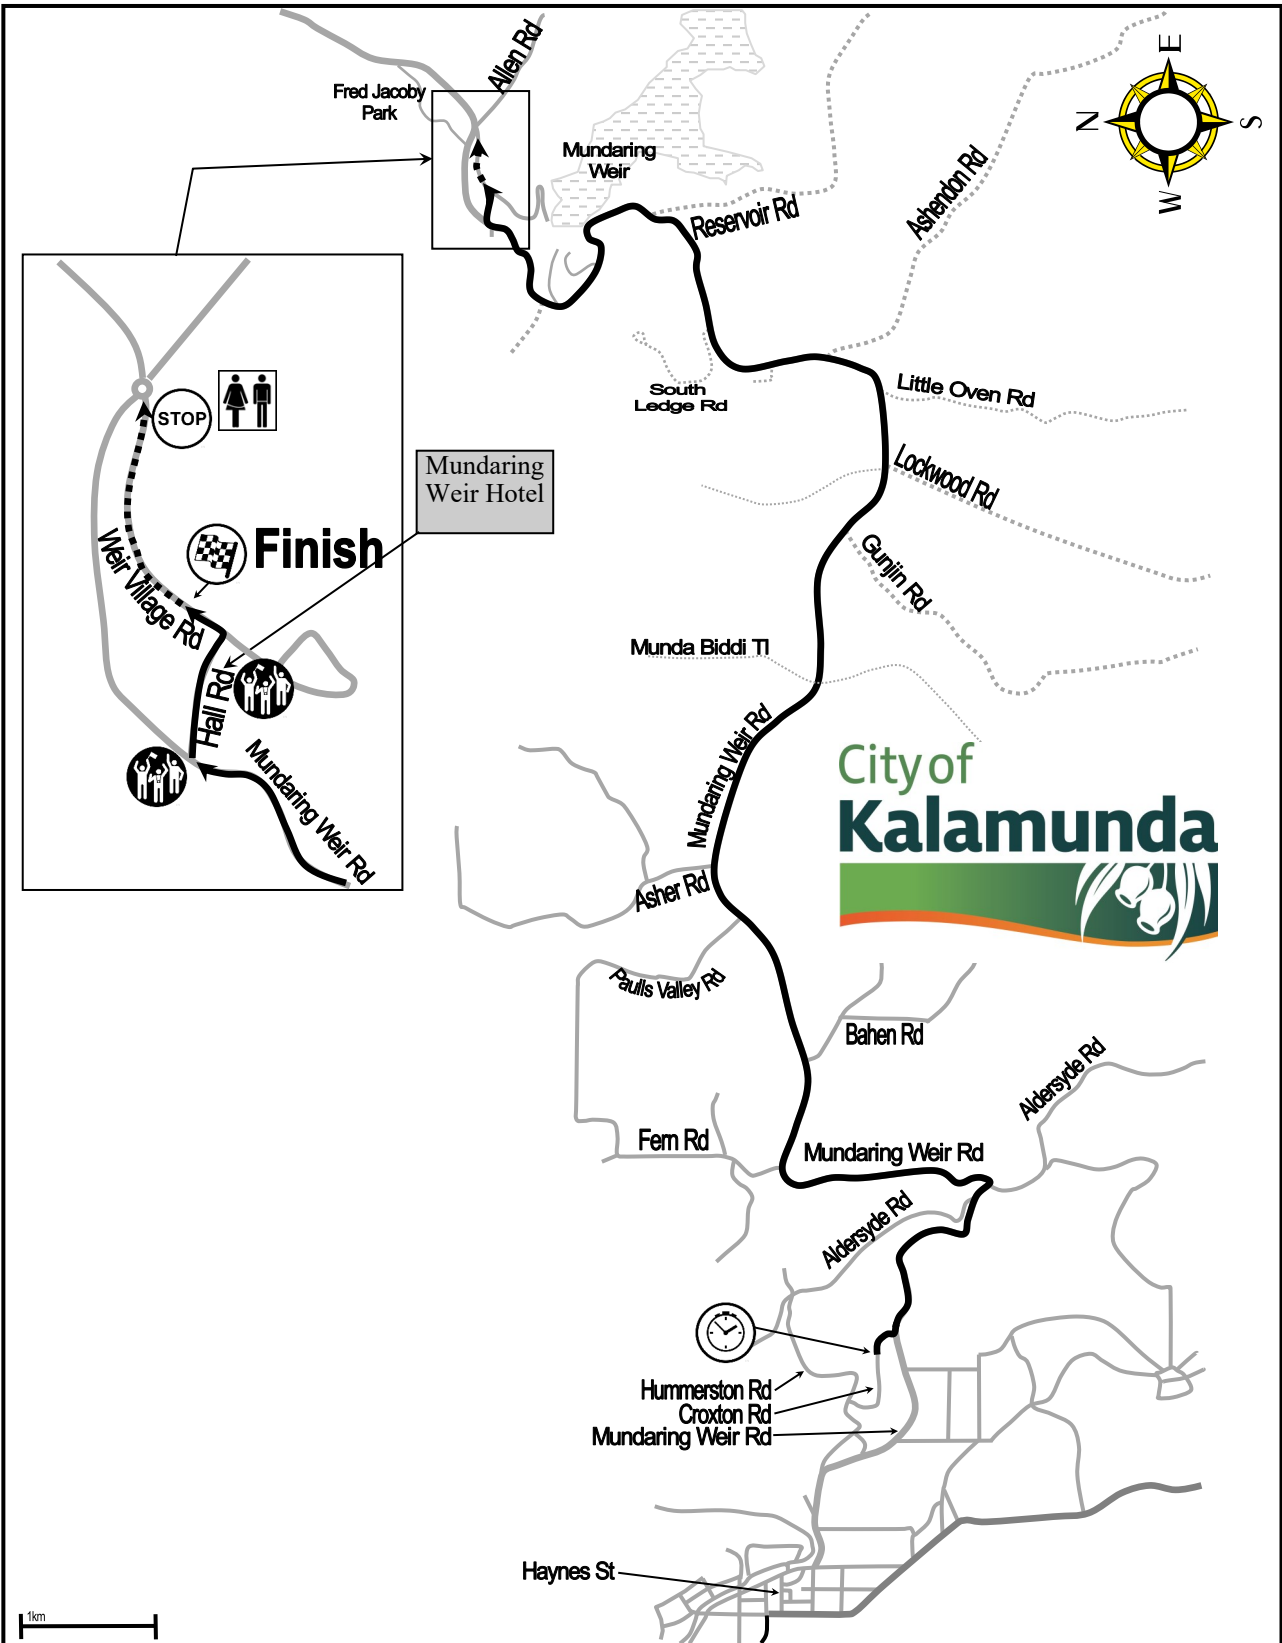 Allen Rd
E
N
S
W
Fred Jacoby
Park
Mundaring
Weir
Reservoir Rd
Ashendon Rd
South
Ledge Rd
Little Oven Rd
Lockwood Rd
Gunjin Rd
STOP
Mundaring
Weir Hotel
Finish
Weir Village Rd
Hall Rd
Mundaring Weir Rd
Munda Biddi Tl
Mundaring Weir Rd
City of
Kalamunda
Asher Rd
Paulls Valley Rd
Bahen Rd
Aldersyde Rd
Fern Rd
Mundaring Weir Rd
Aldersyde Rd
Hummerston Rd
Croxton Rd
Mundaring Weir Rd
Haynes St
1km